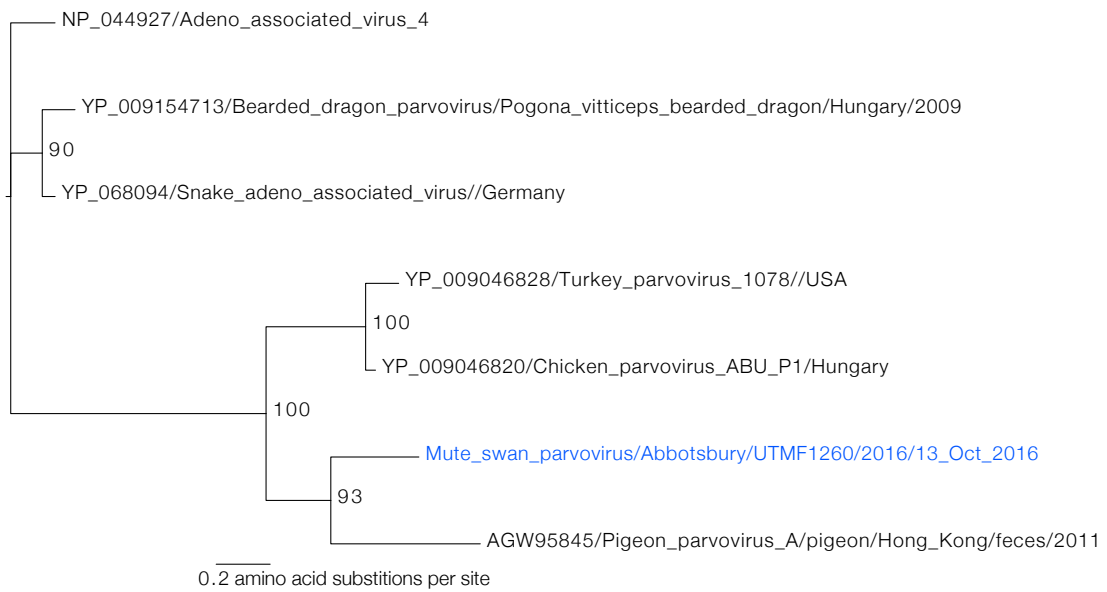 NP_044927/Adeno_associated_virus_4
YP_009154713/Bearded_dragon_parvovirus/Pogona_vitticeps_bearded_dragon/Hungary/2009
90
YP_068094/Snake_adeno_associated_virus//Germany
YP_009046828/Turkey_parvovirus_1078//USA
100
YP_009046820/Chicken_parvovirus_ABU_P1/Hungary
100
Mute_swan_parvovirus/Abbotsbury/UTMF1260/2016/13_Oct_2016
93
AGW95845/Pigeon_parvovirus_A/pigeon/Hong_Kong/feces/2011
0.2 amino acid substitions per site